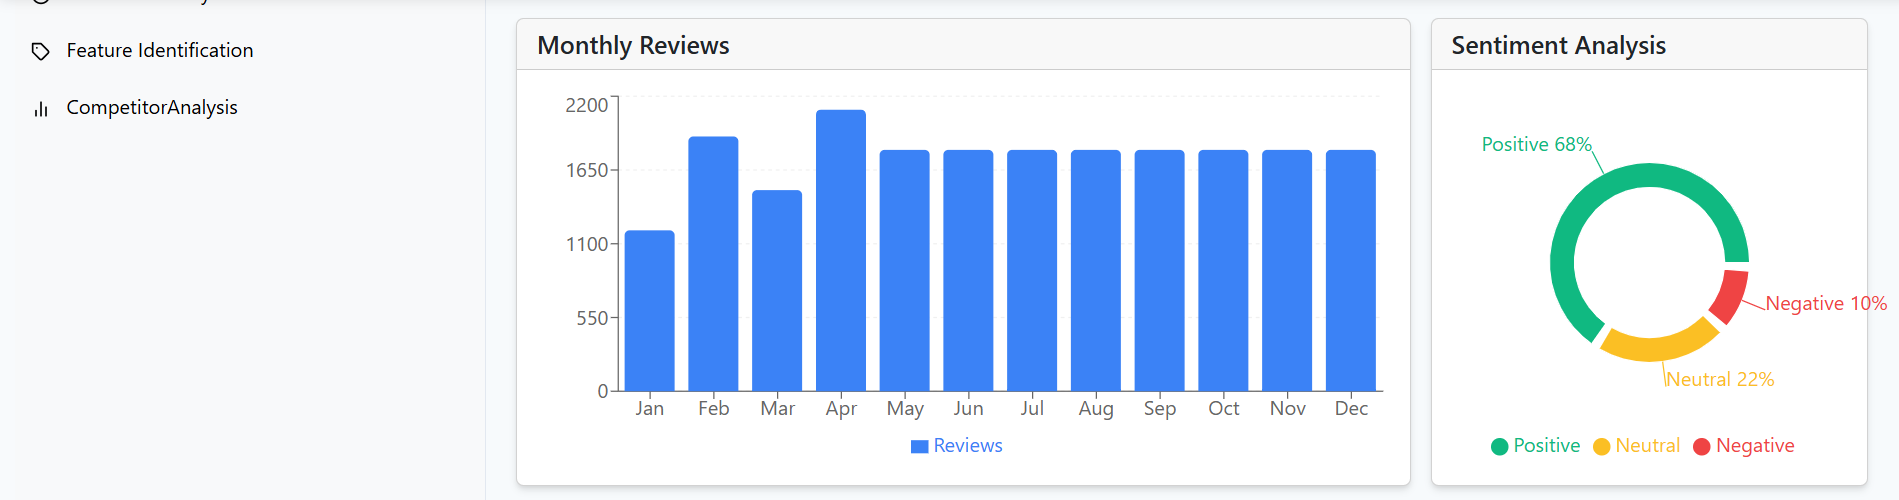 Feature Identification
CompetitorAnalysis
Monthly Reviews
2200
1650
1100
550
0
Jan Feb Mar Apr May Jun Jul Aug Sep Oct Nov Dec
Reviews
Sentiment Analysis
Positive 68%
Negative 10%
Neutral 22%
Positive Neutral Negative